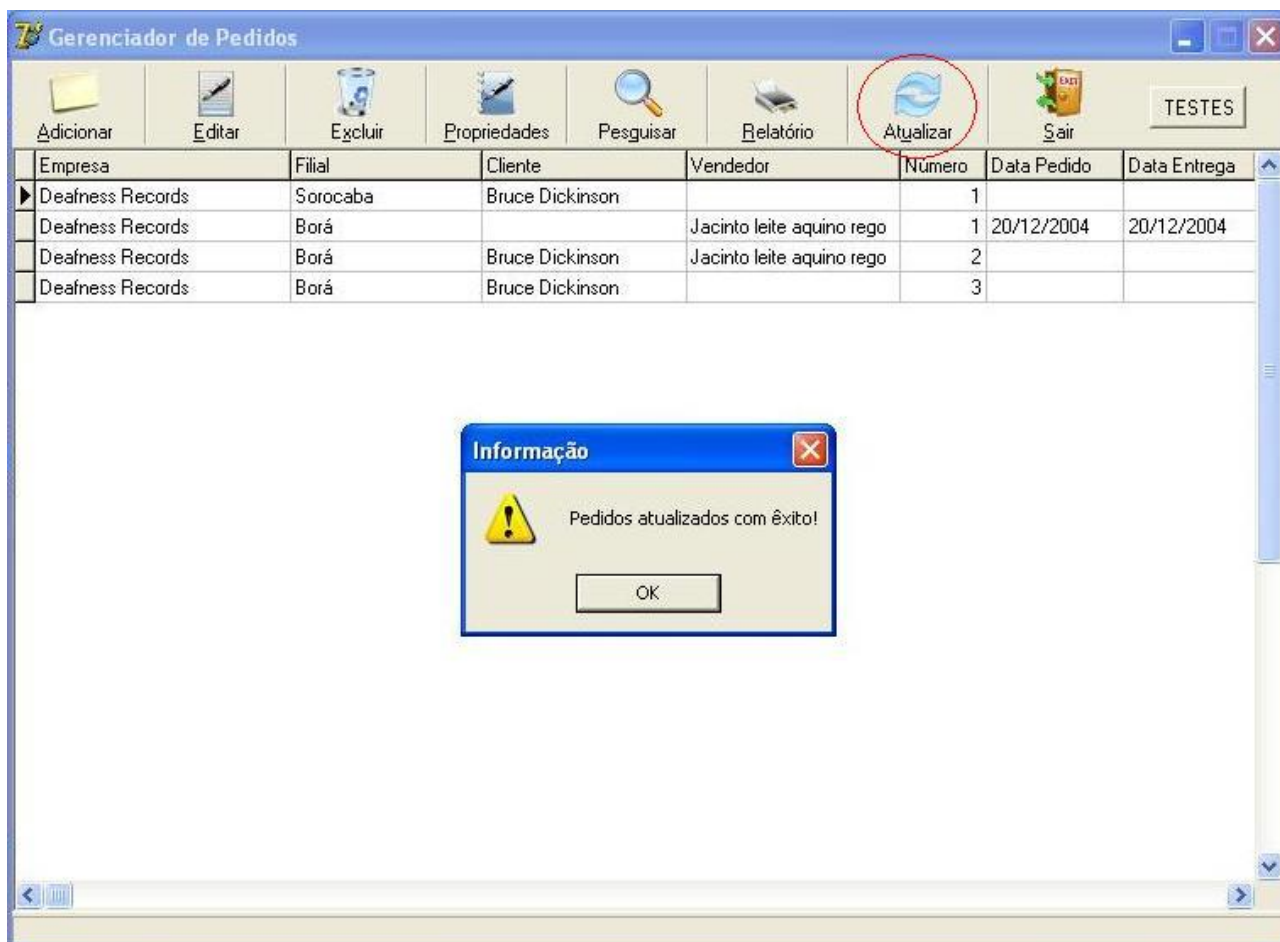 Gerenciador de Pedidos
Adicionar Editar Excluir Propriedades Pesquisar Relatório Atualizar Sair TESTES
Empresa Filial Cliente Vendedor Número Data Pedido Data Entrega
Deafness Records Sorocaba Bruce Dickinson 1
Deafness Records Borá Jacinto leite aquino rego 1 20/12/2004 20/12/2004
Deafness Records Borá Bruce Dickinson Jacinto leite aquino rego 2
Deafness Records Borá Bruce Dickinson 3
Informação
Pedidos atualizados com êxito!
OK